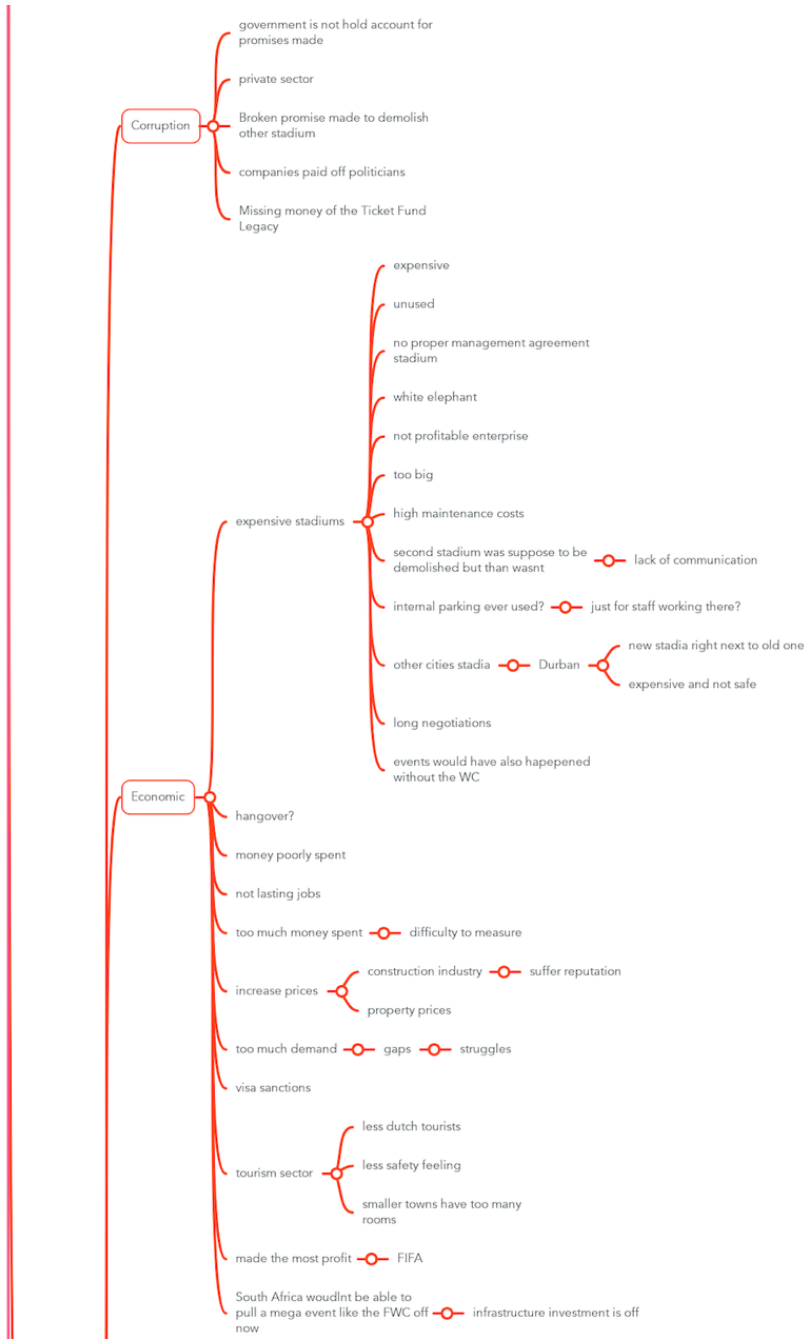 government is not hold account for
promises made
private sector
Corruption
Broken promise made to demolish
other stadium
companies paid off politicians
Missing money of the Ticket Fund
Legacy
expensive
unused
no proper management agreement
stadium
white elephant
not profitable enterprise
too big
high maintenance costs
expensive stadiums
second stadium was suppose to be
demolished but than wasnt
lack of communication
internal parking ever used?
just for staff working there?
other cities stadia
Durban
new stadia right next to old one
expensive and not safe
long negotiations
events would have also hapepened
without the WC
Economic
hangover?
money poorly spent
not lasting jobs
too much money spent
difficulty to measure
increase prices
construction industry
suffer reputation
property prices
too much demand
gaps
struggles
visa sanctions
tourism sector
less dutch tourists
less safety feeling
smaller towns have too many
rooms
made the most profit
FIFA
South Africa woudlnt be able to
pull a mega event like the FWC off
now
infrastructure investment is off